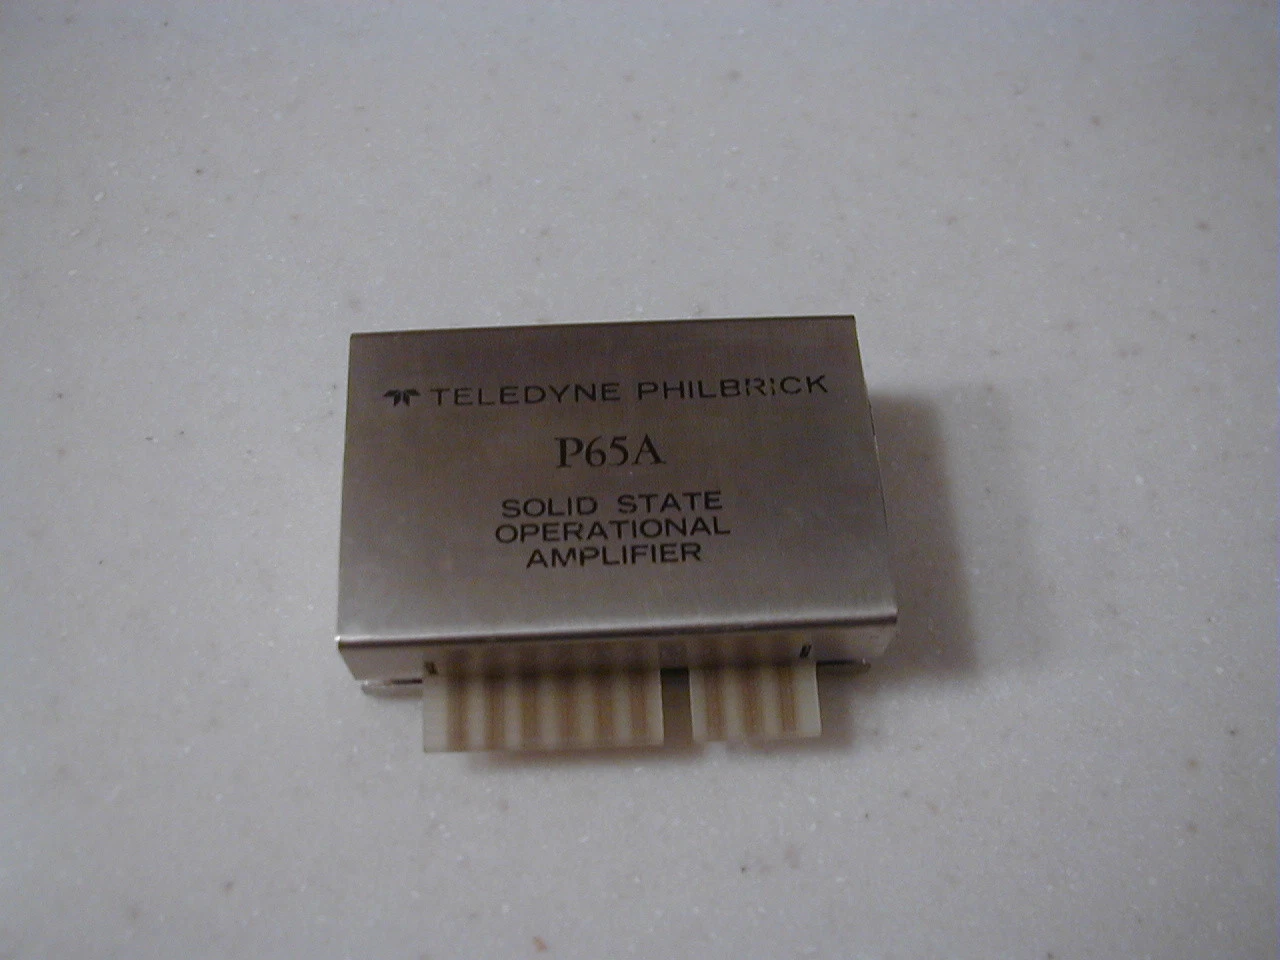 TELEDYNE PHILBRICK
P65A
SOLID STATE
OPERATIONAL
AMPLIFIER